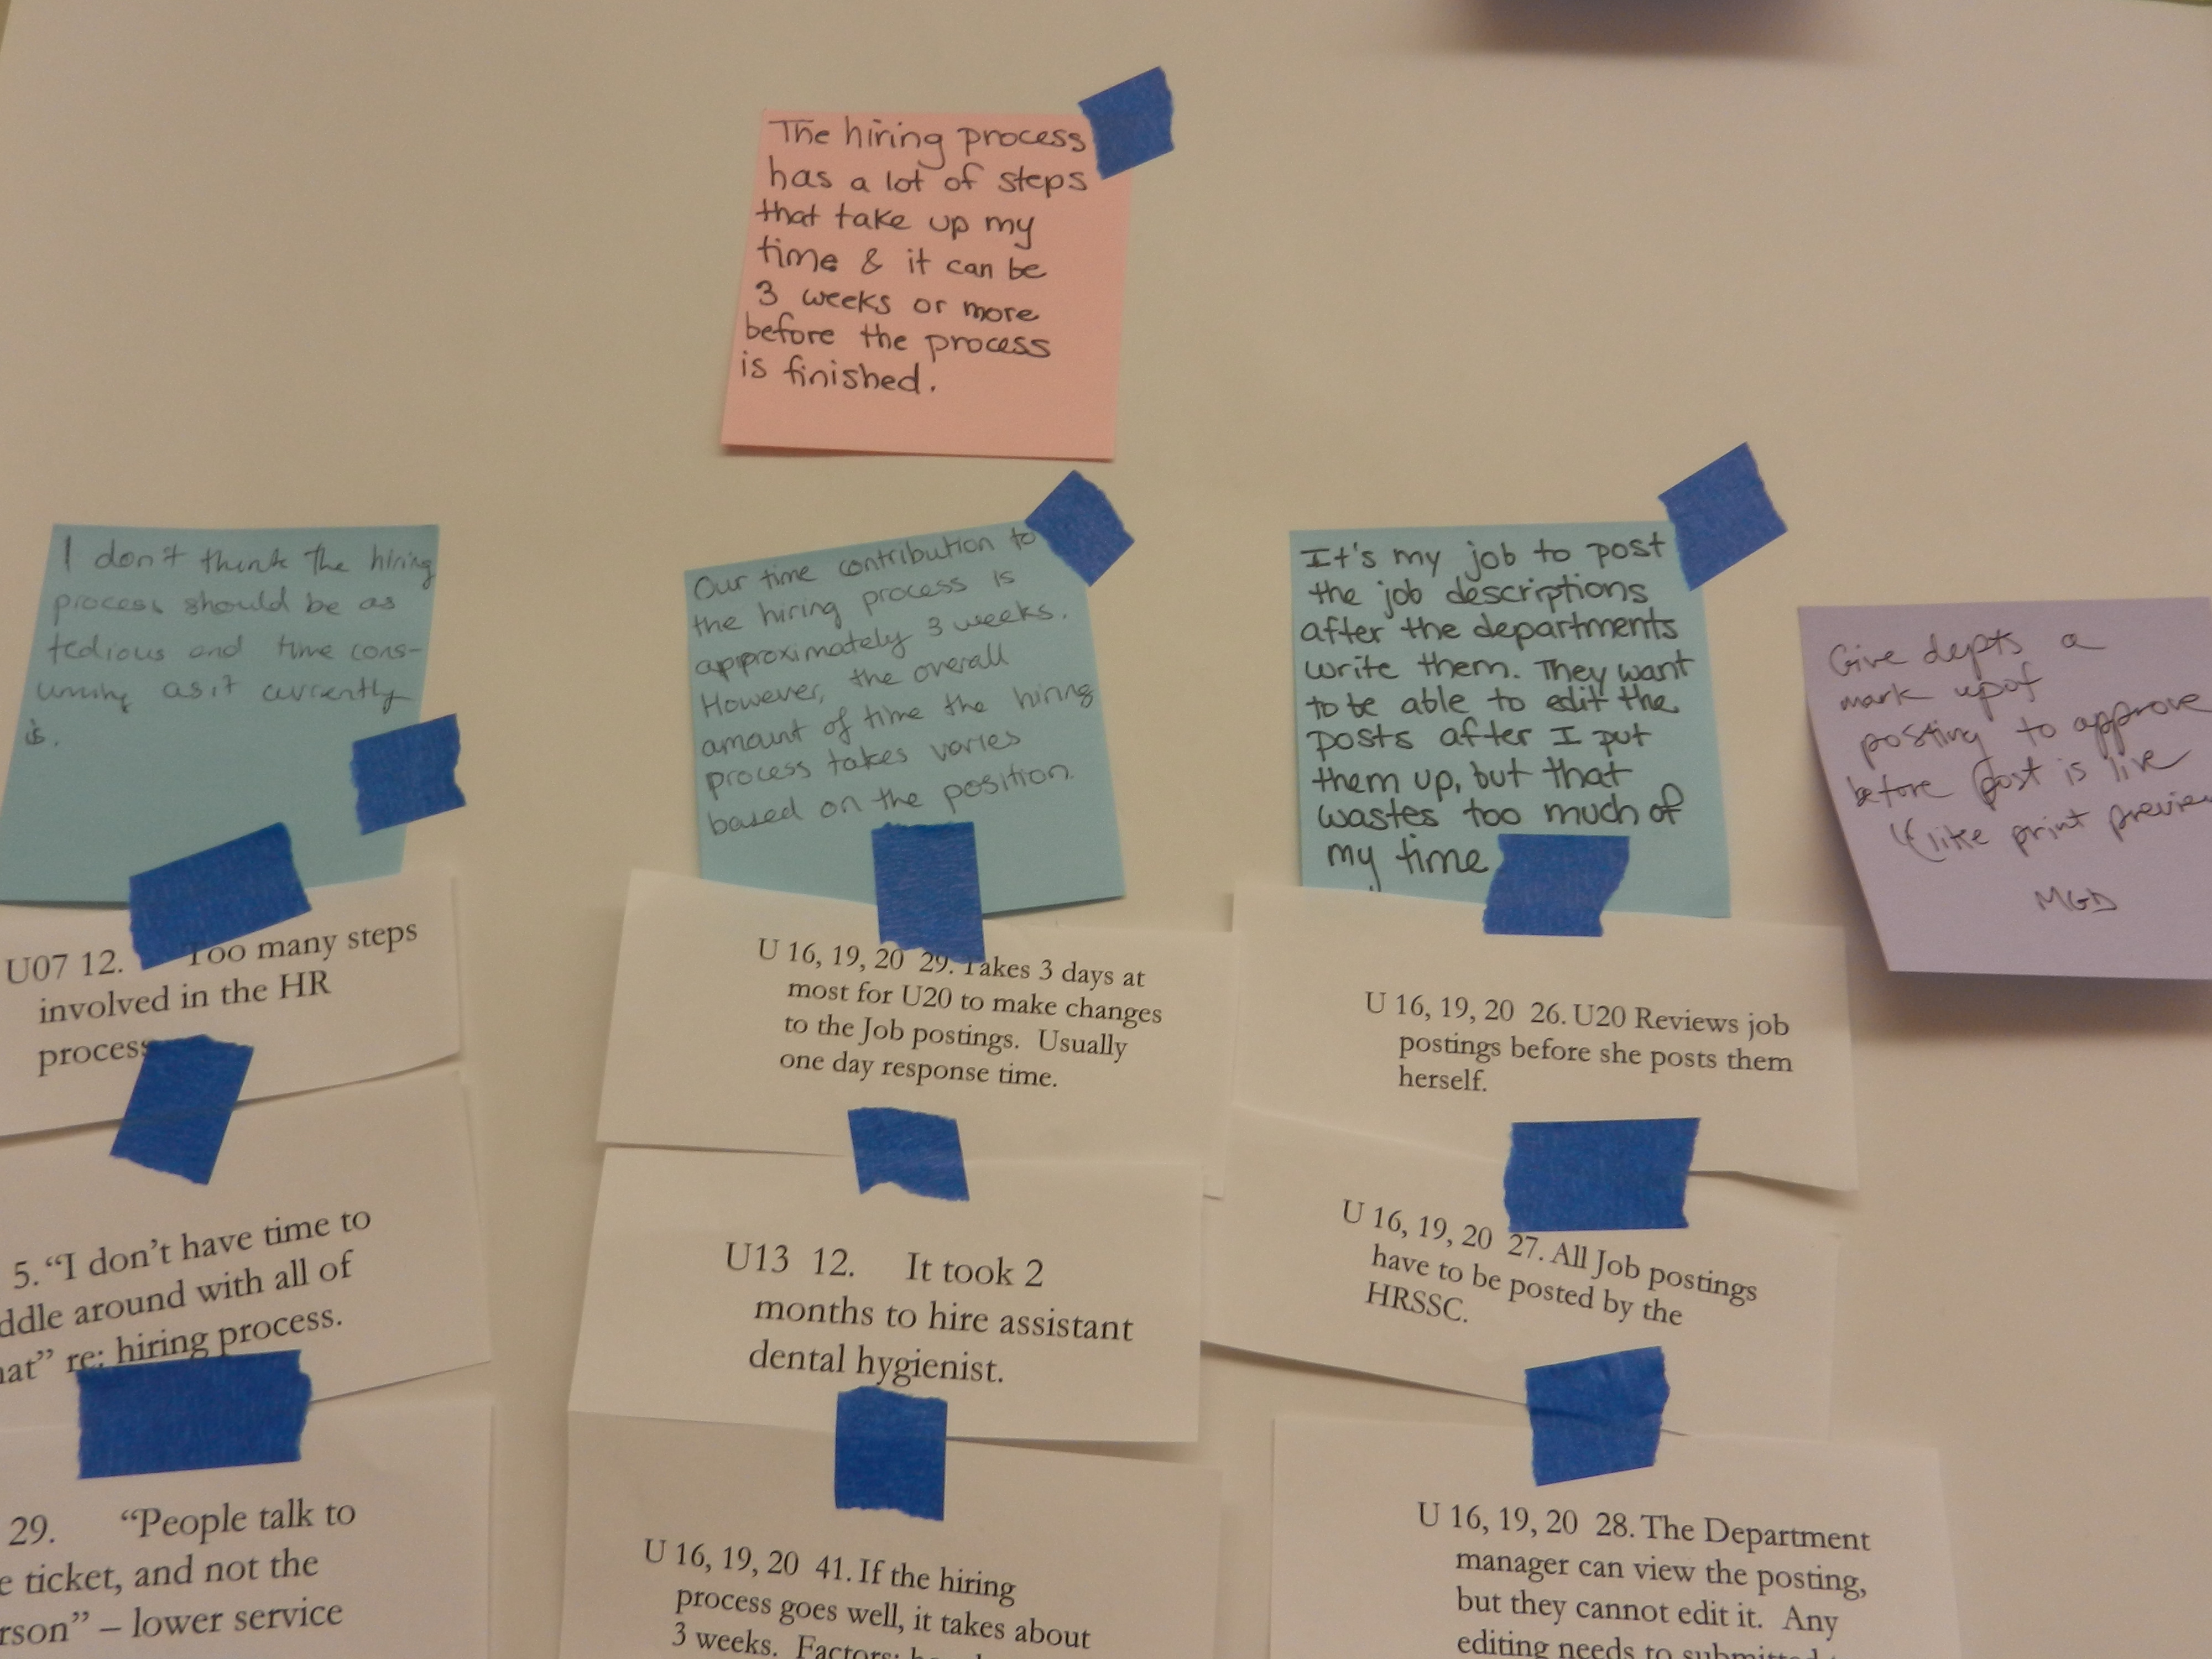 The hiring process
has a lot of steps
that take up my
time & it can be
3 weeks or more
before the process
is finished.
I don't think the hiring
process should be as
tedious and time cons-
uming as it currently
is.
Our time contribution to
the hiring process is
approximately 3 weeks.
However, the overall
amount of time the hiring
process takes varies
based on the position.
It's my job to post
the job descriptions
after the departments
write them. They want
to be able to edit the
posts after I put
them up, but that
wastes too much of
my time
Give depts a
mark up of
posting to approve
before post is live
(like print preview
MGD
U07 12. Too many steps
involved in the HR
process
5. “I don’t have time to
ddle around with all of
hat” re: hiring process.
29. “People talk to
e ticket, and not the
rson” – lower service
U 16, 19, 20 29. Takes 3 days at
most for U20 to make changes
to the Job postings. Usually
one day response time.
U13 12. It took 2
months to hire assistant
dental hygienist.
U 16, 19, 20 41. If the hiring
process goes well, it takes about
3 weeks. Factors:
U 16, 19, 20 26. U20 Reviews job
postings before she posts them
herself.
U 16, 19, 20 27. All Job postings
have to be posted by the
HRSSC.
U 16, 19, 20 28. The Department
manager can view the posting,
but they cannot edit it. Any
editing needs to submitted